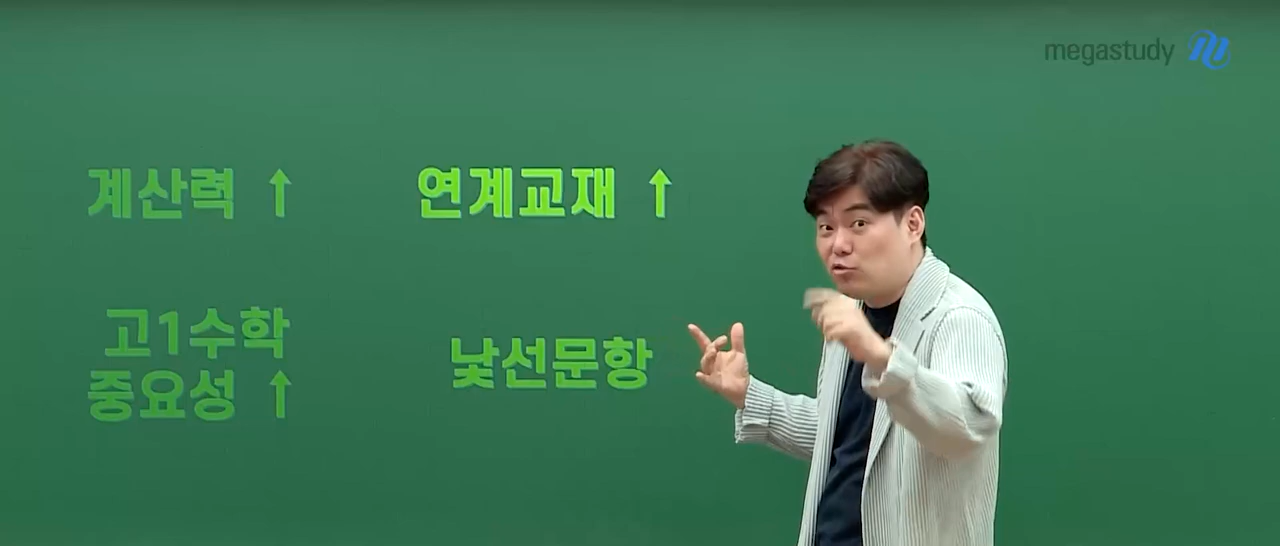 megastudy
계산력 ↑
연계교재 ↑
고1수학
중요성 ↑
낯선문항